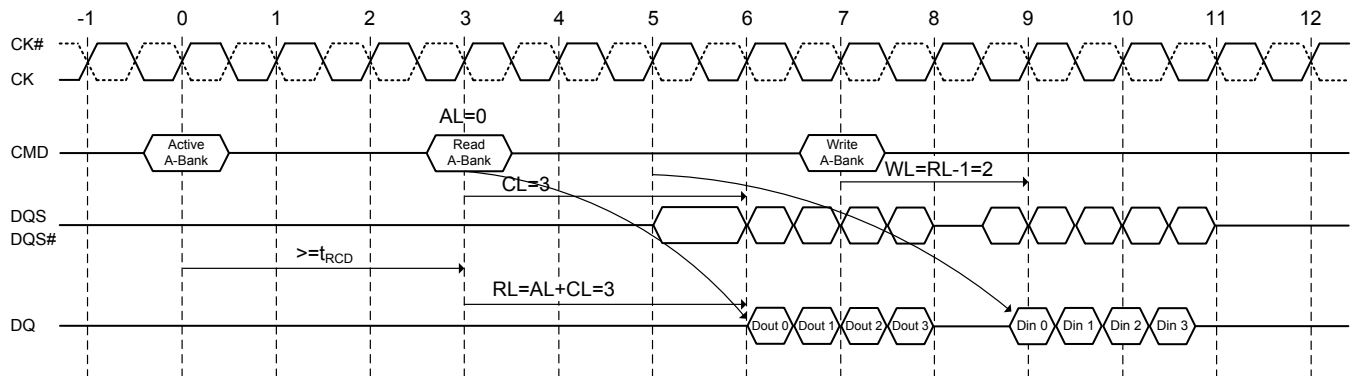 -1 0 1 2 3 4 5 6 7 8 9 10 11 12
CK#
CK
AL=0
CMD
Active
A-Bank
Read
A-Bank
Write
A-Bank
CL=3
WL=RL-1=2
DQS
DQS#
>=tRCD
RL=AL+CL=3
DQ
Dout 0 Dout 1 Dout 2 Dout 3 Din 0 Din 1 Din 2 Din 3